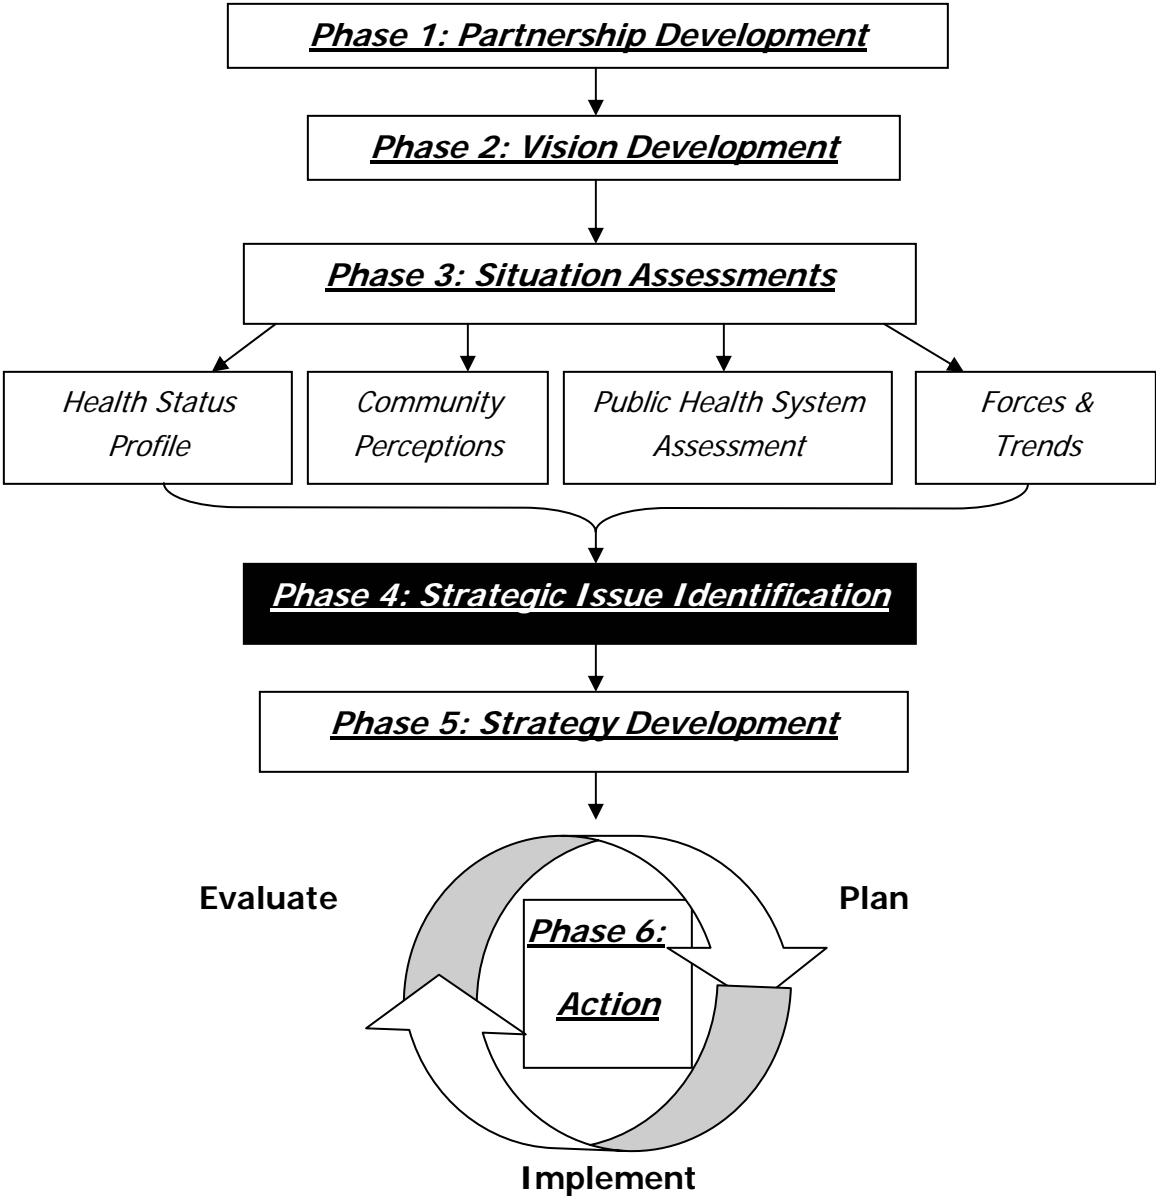 Phase 1: Partnership Development
Phase 2: Vision Development
Phase 3: Situation Assessments
Health Status
Profile
Community
Perceptions
Public Health System
Assessment
Forces &
Trends
Phase 4: Strategic Issue Identification
Phase 5: Strategy Development
Evaluate
Plan
Phase 6:
Action
Implement